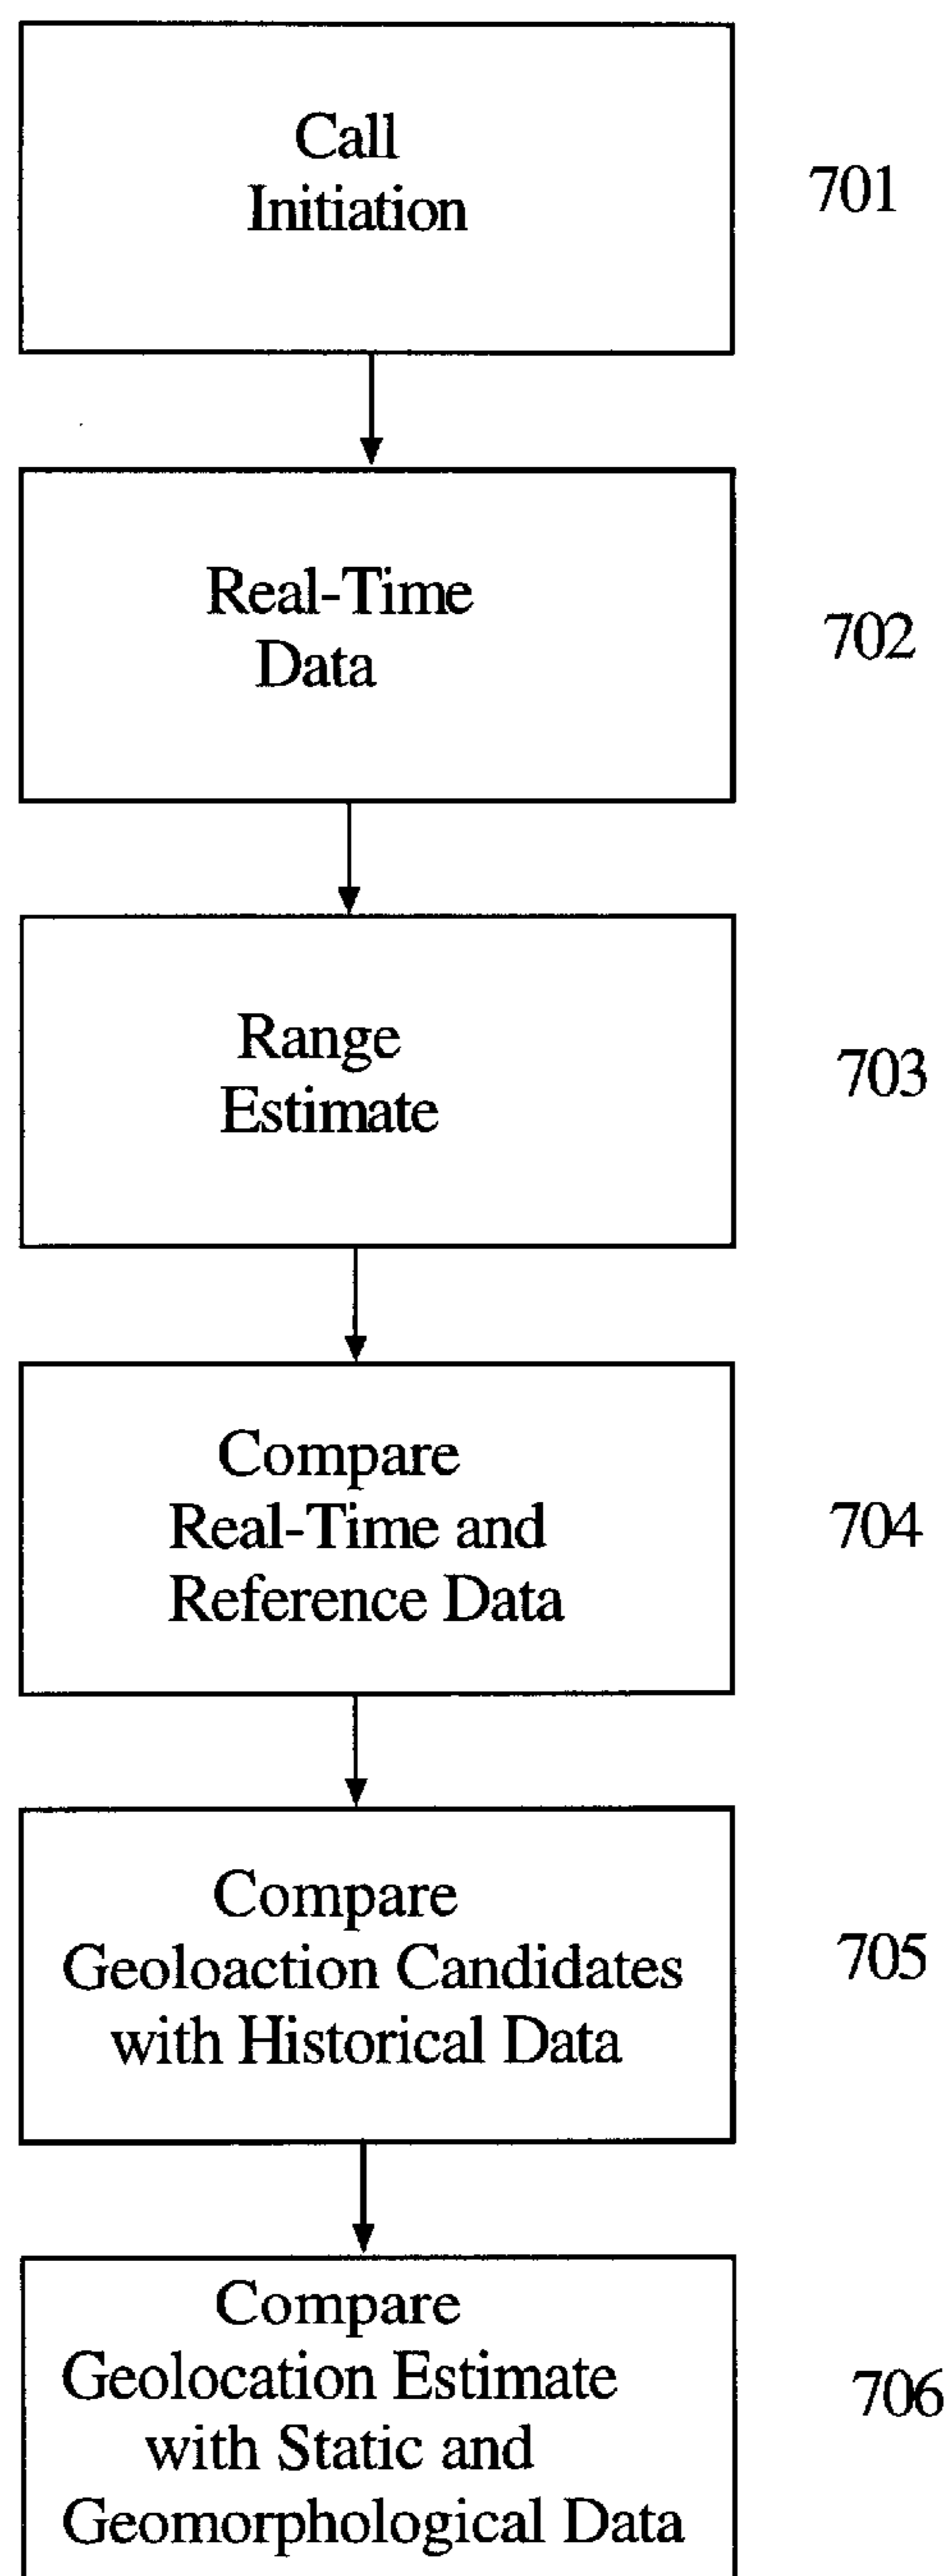 Call
Initiation
701
Real-Time
Data
702
Range
Estimate
703
Compare
Real-Time and
Reference Data
704
Compare
Geoloaction Candidates
with Historical Data
705
Compare
Geolocation Estimate
with Static and
Geomorphological Data
706